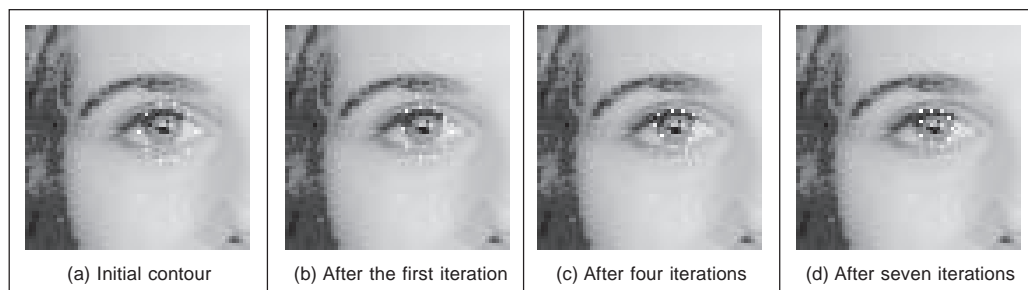 (a) Initial contour
(b) After the first iteration
(c) After four iterations
(d) After seven iterations